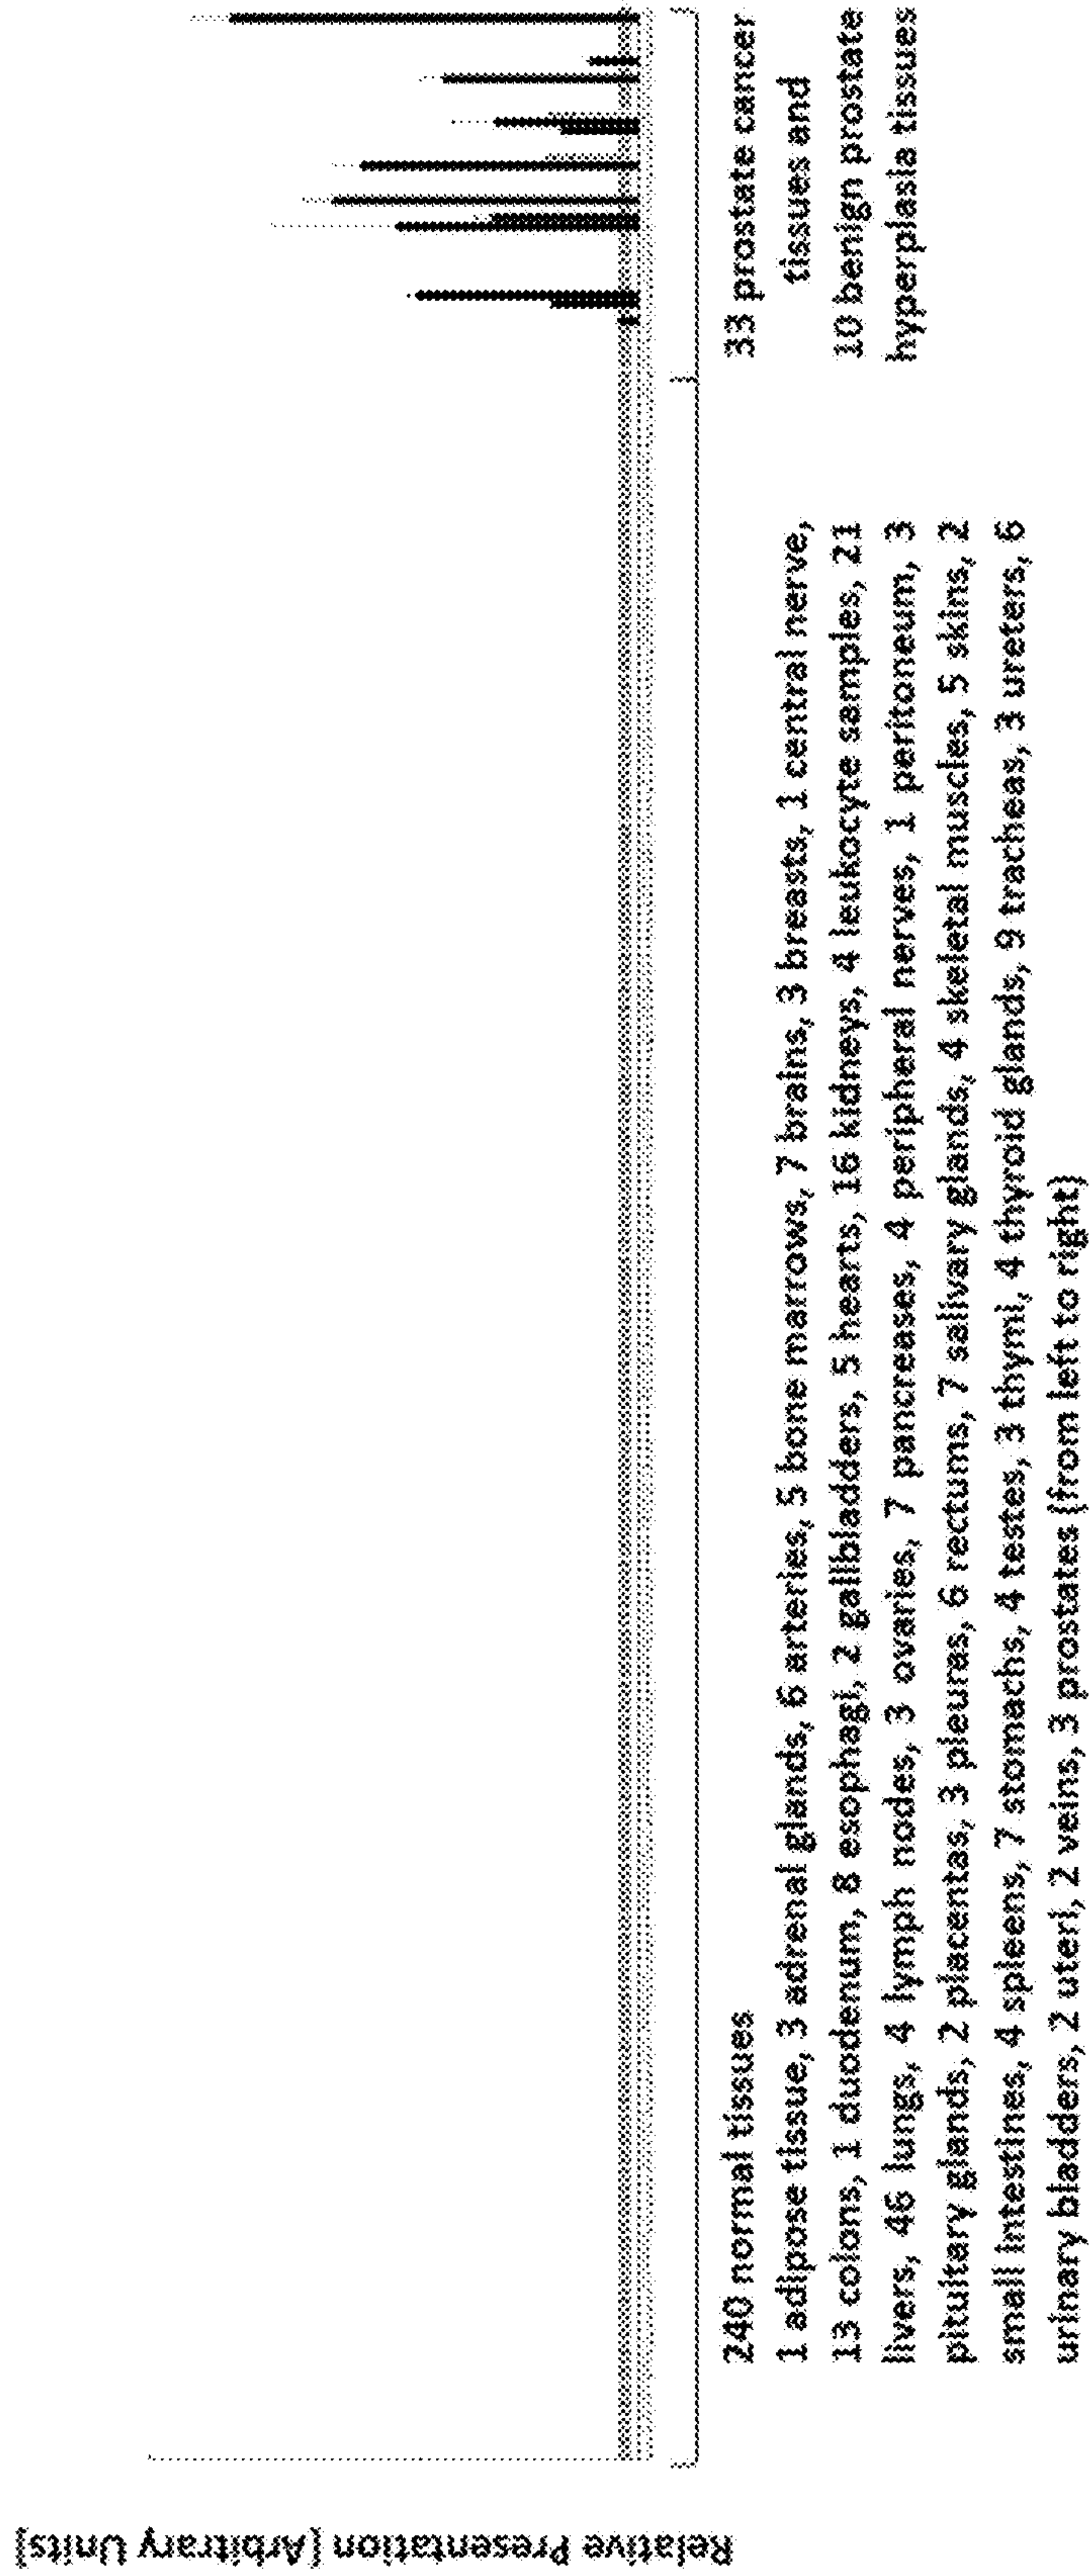 Relative Presentation [Arbitrary Units]
240 normal tissues
1 adipose tissue, 3 adrenal glands, 6 arteries, 5 bone marrows, 7 brains, 3 breasts, 1 central nerve,
13 colons, 1 duodenum, 8 esophagi, 2 gallbladders, 5 hearts, 16 kidneys, 4 leukocyte samples, 21
livers, 46 lungs, 4 lymph nodes, 3 ovaries, 7 pancreases, 4 peripheral nerves, 1 peritoneum, 3
pituitary glands, 2 placentas, 3 pleuras, 6 rectums, 7 salivary glands, 4 skeletal muscles, 5 skins, 2
small intestines, 4 spleens, 7 stomachs, 4 testes, 3 thymi, 4 thyroid glands, 9 tracheas, 3 ureters, 6
urinary bladders, 2 uteri, 2 veins, 3 prostates (from left to right)
33 prostate cancer
tissues and
10 benign prostate
hyperplasia tissues